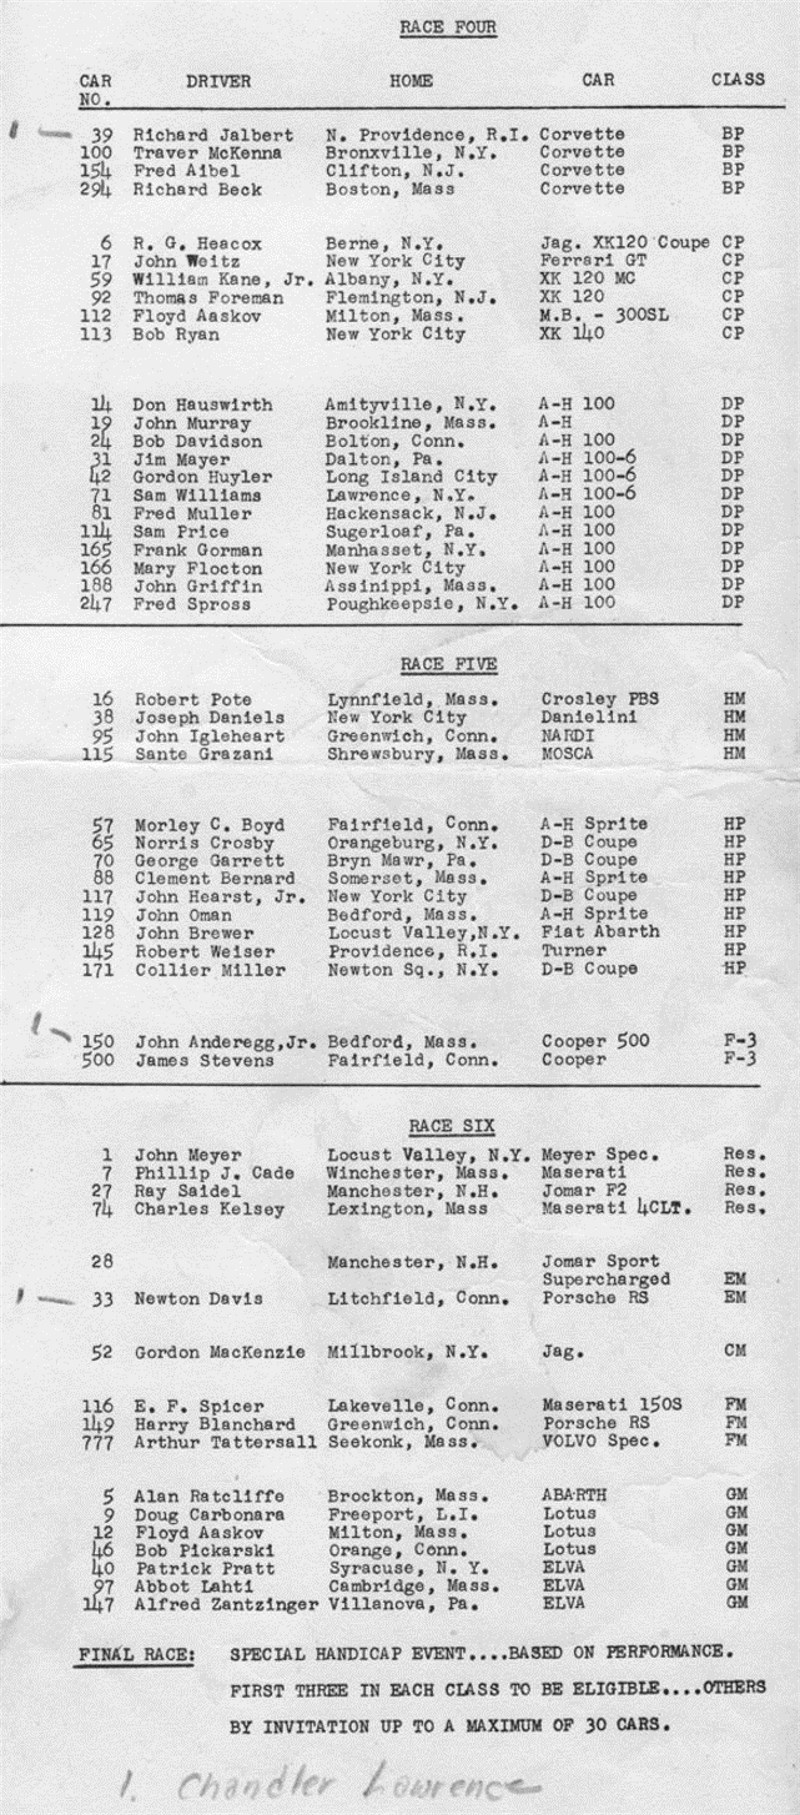 RACE FOUR
CAR DRIVER HOME CAR CLASS
NO.
1 — 39 Richard Jalbert N. Providence, R.I. Corvette BP
100 Traver McKenna Bronxville, N.Y. Corvette BP
154 Fred Aibel Clifton, N.J. Corvette BP
294 Richard Beck Boston, Mass Corvette BP
6 R. G. Heacox Berne, N.Y. Jag. XK120 Coupe CP
17 John Weitz New York City Ferrari GT CP
59 William Kane, Jr. Albany, N.Y. XK 120 MC CP
92 Thomas Foreman Flemington, N.J. XK 120 CP
112 Floyd Aaskov Milton, Mass. M.B. - 300SL CP
113 Bob Ryan New York City XK 140 CP
14 Don Hauswirth Amityville, N.Y. A-H 100 DP
19 John Murray Brookline, Mass. A-H DP
24 Bob Davidson Bolton, Conn. A-H 100 DP
31 Jim Mayer Dalton, Pa. A-H 100-6 DP
42 Gordon Huyler Long Island City A-H 100-6 DP
71 Sam Williams Lawrence, N.Y. A-H 100-6 DP
81 Fred Muller Hackensack, N.J. A-H 100 DP
114 Sam Price Sugerloaf, Pa. A-H 100 DP
165 Frank Gorman Manhasset, N.Y. A-H 100 DP
166 Mary Flocton New York City A-H 100 DP
188 John Griffin Assinippi, Mass. A-H 100 DP
247 Fred Spross Poughkeepsie, N.Y. A-H 100 DP
RACE FIVE
16 Robert Pote Lynnfield, Mass. Crosley PBS HM
38 Joseph Daniels New York City Danielini HM
95 John Igleheart Greenwich, Conn. NARDI HM
115 Sante Grazani Shrewsbury, Mass. MOSCA HM
57 Morley C. Boyd Fairfield, Conn. A-H Sprite HP
65 Norris Crosby Orangeburg, N.Y. D-B Coupe HP
70 George Garrett Bryn Mawr, Pa. D-B Coupe HP
88 Clement Bernard Somerset, Mass. A-H Sprite HP
117 John Hearst, Jr. New York City D-B Coupe HP
119 John Oman Bedford, Mass. A-H Sprite HP
128 John Brewer Locust Valley,N.Y. Fiat Abarth HP
145 Robert Weiser Providence, R.I. Turner HP
171 Collier Miller Newton Sq., N.Y. D-B Coupe HP
1 - 150 John Anderegg,Jr. Bedford, Mass. Cooper 500 F-3
500 James Stevens Fairfield, Conn. Cooper F-3
RACE SIX
1 John Meyer Locust Valley, N.Y. Meyer Spec. Res.
7 Phillip J. Cade Winchester, Mass. Maserati Res.
27 Ray Saidel Manchester, N.H. Jomar F2 Res.
74 Charles Kelsey Lexington, Mass Maserati 4CLT. Res.
28 Manchester, N.H. Jomar Sport
Supercharged EM
1 — 33 Newton Davis Litchfield, Conn. Porsche RS EM
52 Gordon MacKenzie Millbrook, N.Y. Jag. CM
116 E. F. Spicer Lakevelle, Conn. Maserati 150S FM
149 Harry Blanchard Greenwich, Conn. Porsche RS FM
777 Arthur Tattersall Seekonk, Mass. VOLVO Spec. FM
5 Alan Ratcliffe Brockton, Mass. ABARTH GM
9 Doug Carbonara Freeport, L.I. Lotus GM
12 Floyd Aaskov Milton, Mass. Lotus GM
46 Bob Pickarski Orange, Conn. Lotus GM
40 Patrick Pratt Syracuse, N. Y. ELVA GM
97 Abbot Lahti Cambridge, Mass. ELVA GM
147 Alfred Zantzinger Villanova, Pa. ELVA GM
FINAL RACE: SPECIAL HANDICAP EVENT....BASED ON PERFORMANCE.
FIRST THREE IN EACH CLASS TO BE ELIGIBLE....OTHERS
BY INVITATION UP TO A MAXIMUM OF 30 CARS.
1. Chandler Lawrence